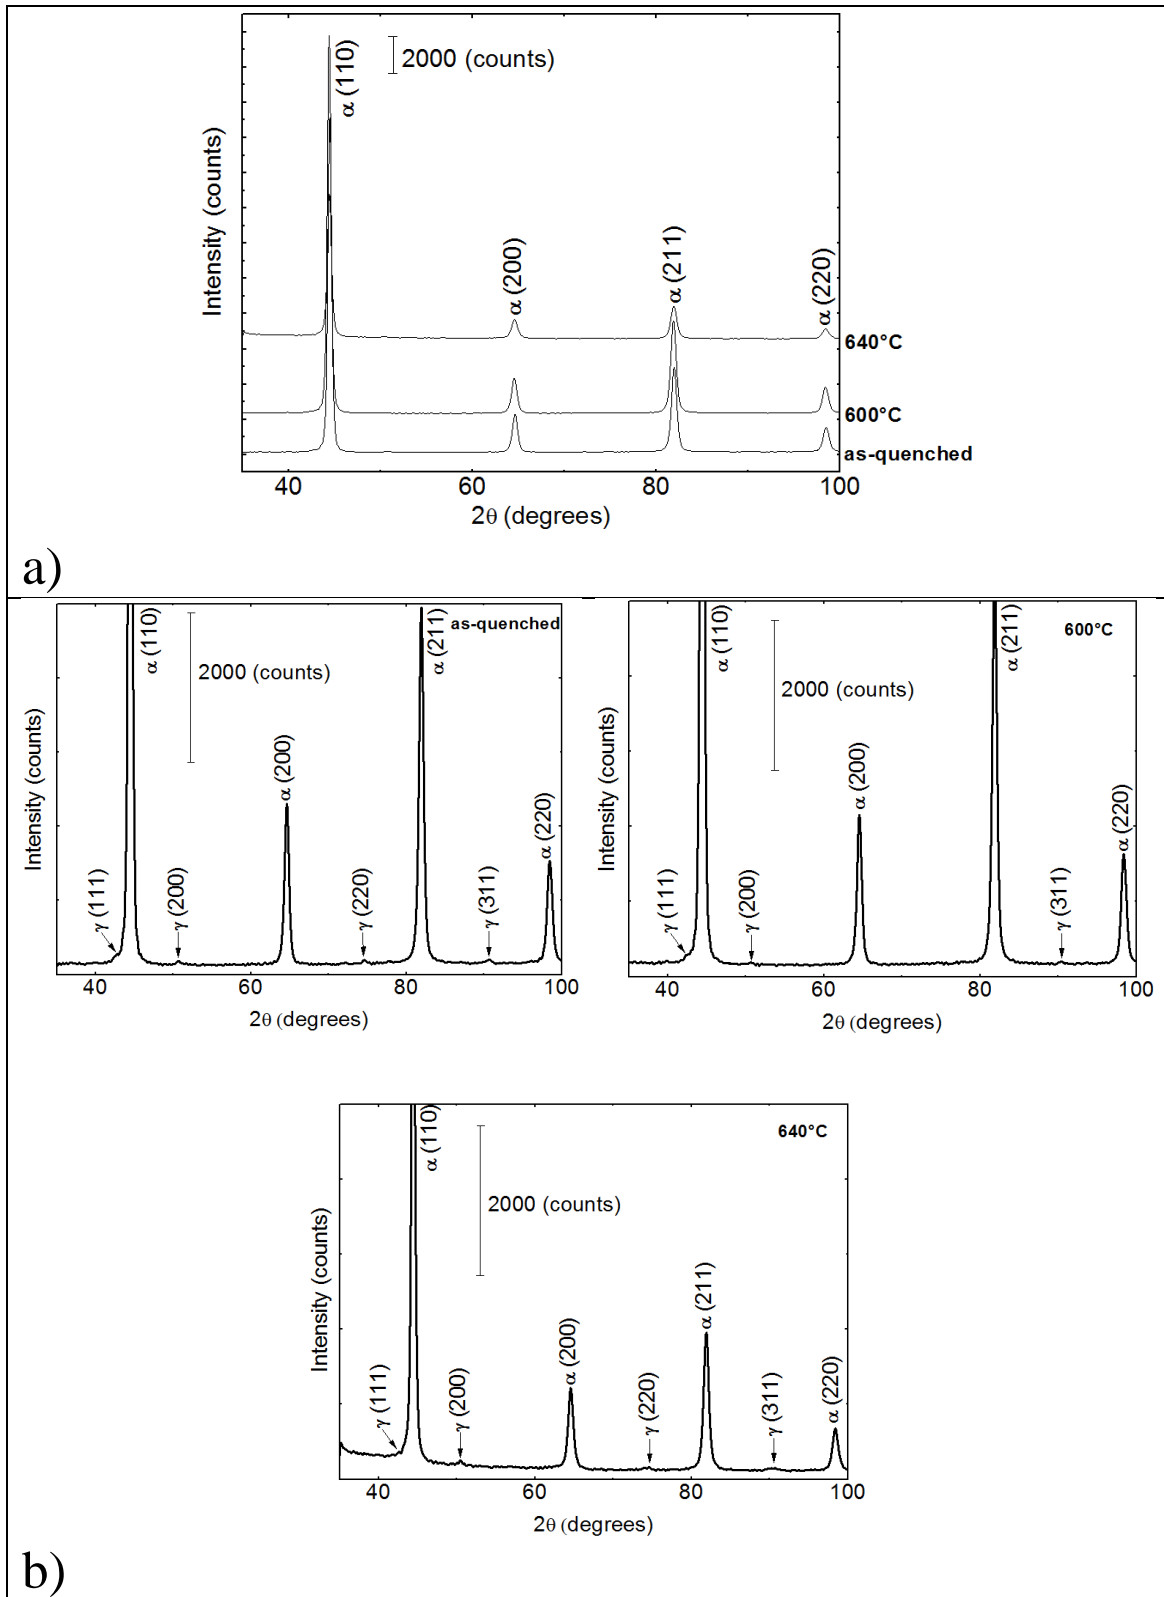 2000 (counts)
α (110)
α (200)
α (211)
α (220)
Intensity (counts)
640°C
600°C
as-quenched
40 60 80 100
2θ (degrees)
a)
as-quenched
α (110)
α (211)
2000 (counts)
α (200)
α (220)
γ (111)
γ (200)
γ (220)
γ (311)
Intensity (counts)
40 60 80 100
2θ (degrees)
600°C
α (110)
α (211)
2000 (counts)
α (200)
α (220)
γ (111)
γ (200)
γ (311)
Intensity (counts)
40 60 80 100
2θ (degrees)
640°C
α (110)
2000 (counts)
α (211)
α (200)
α (220)
γ (111)
γ (200)
γ (220)
γ (311)
Intensity (counts)
40 60 80 100
2θ (degrees)
b)